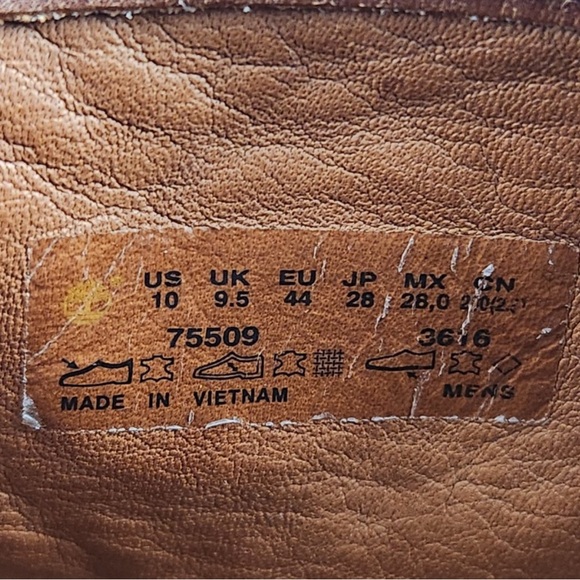 US UK EU JP MX CN
10 9.5 44 28 28,0
75509 3616
MADE IN VIETNAM MENS